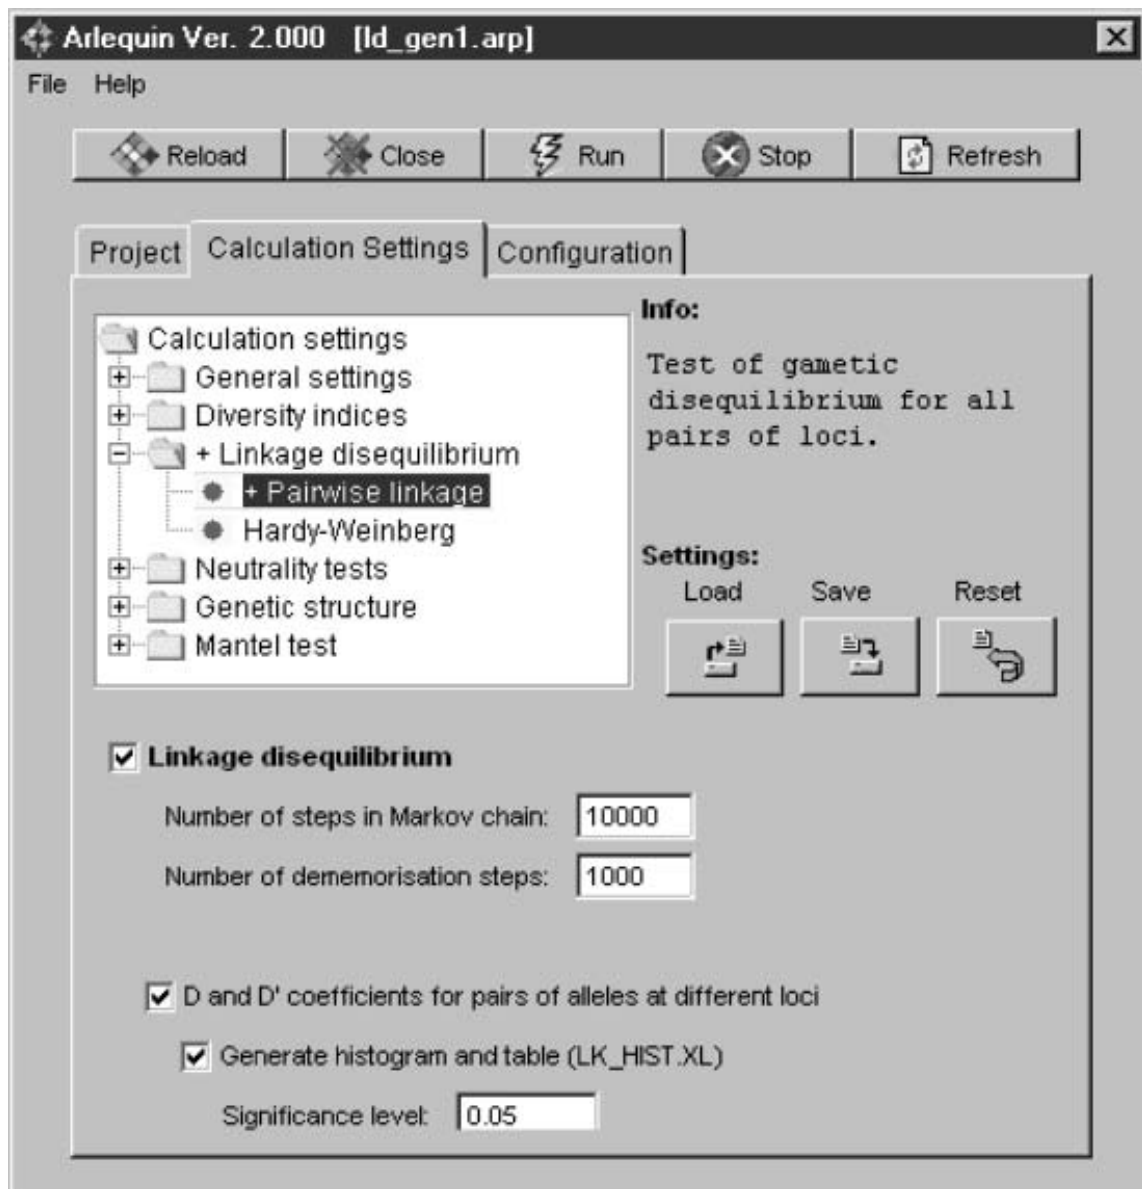 Arlequin Ver. 2.000 [ld_gen1.arp]
File Help
Reload Close Run Stop Refresh
Project Calculation Settings Configuration
Calculation settings
General settings
Diversity indices
+ Linkage disequilibrium
+ Pairwise linkage
Hardy-Weinberg
Neutrality tests
Genetic structure
Mantel test
Info:
Test of gametic
disequilibrium for all
pairs of loci.
Settings:
Load Save Reset
Linkage disequilibrium
Number of steps in Markov chain: 10000
Number of dememorisation steps: 1000
D and D' coefficients for pairs of alleles at different loci
Generate histogram and table (LK_HIST.XL)
Significance level: 0.05